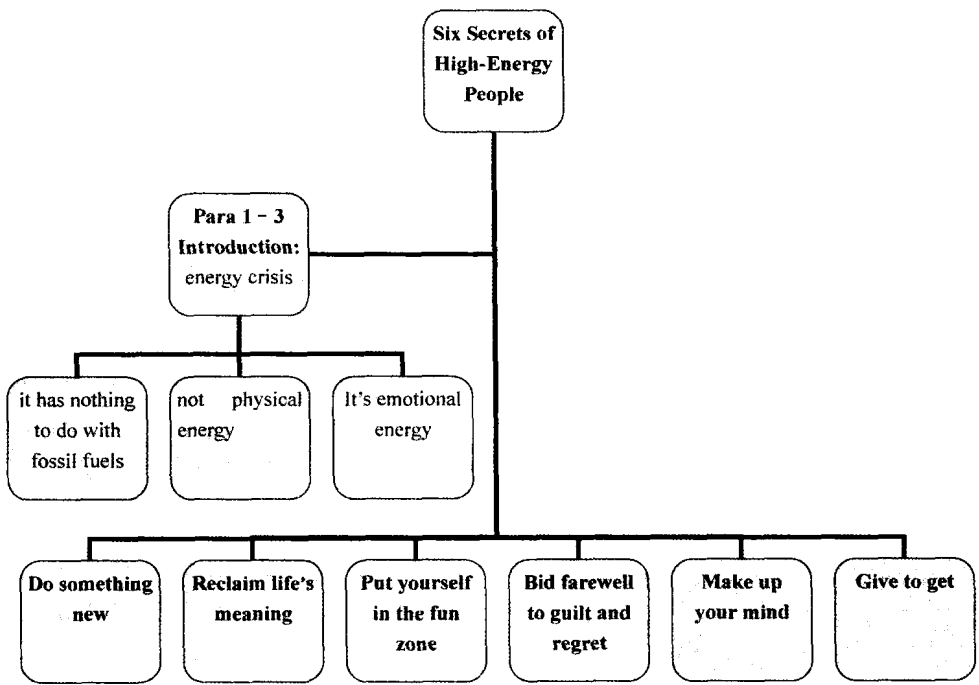 Six Secrets of
High-Energy
People
Para 1 – 3
Introduction:
energy crisis
it has nothing
to do with
fossil fuels
not physical
energy
It's emotional
energy
Do something
new
Reclaim life's
meaning
Put yourself
in the fun
zone
Bid farewell
to guilt and
regret
Make up
your mind
Give to get